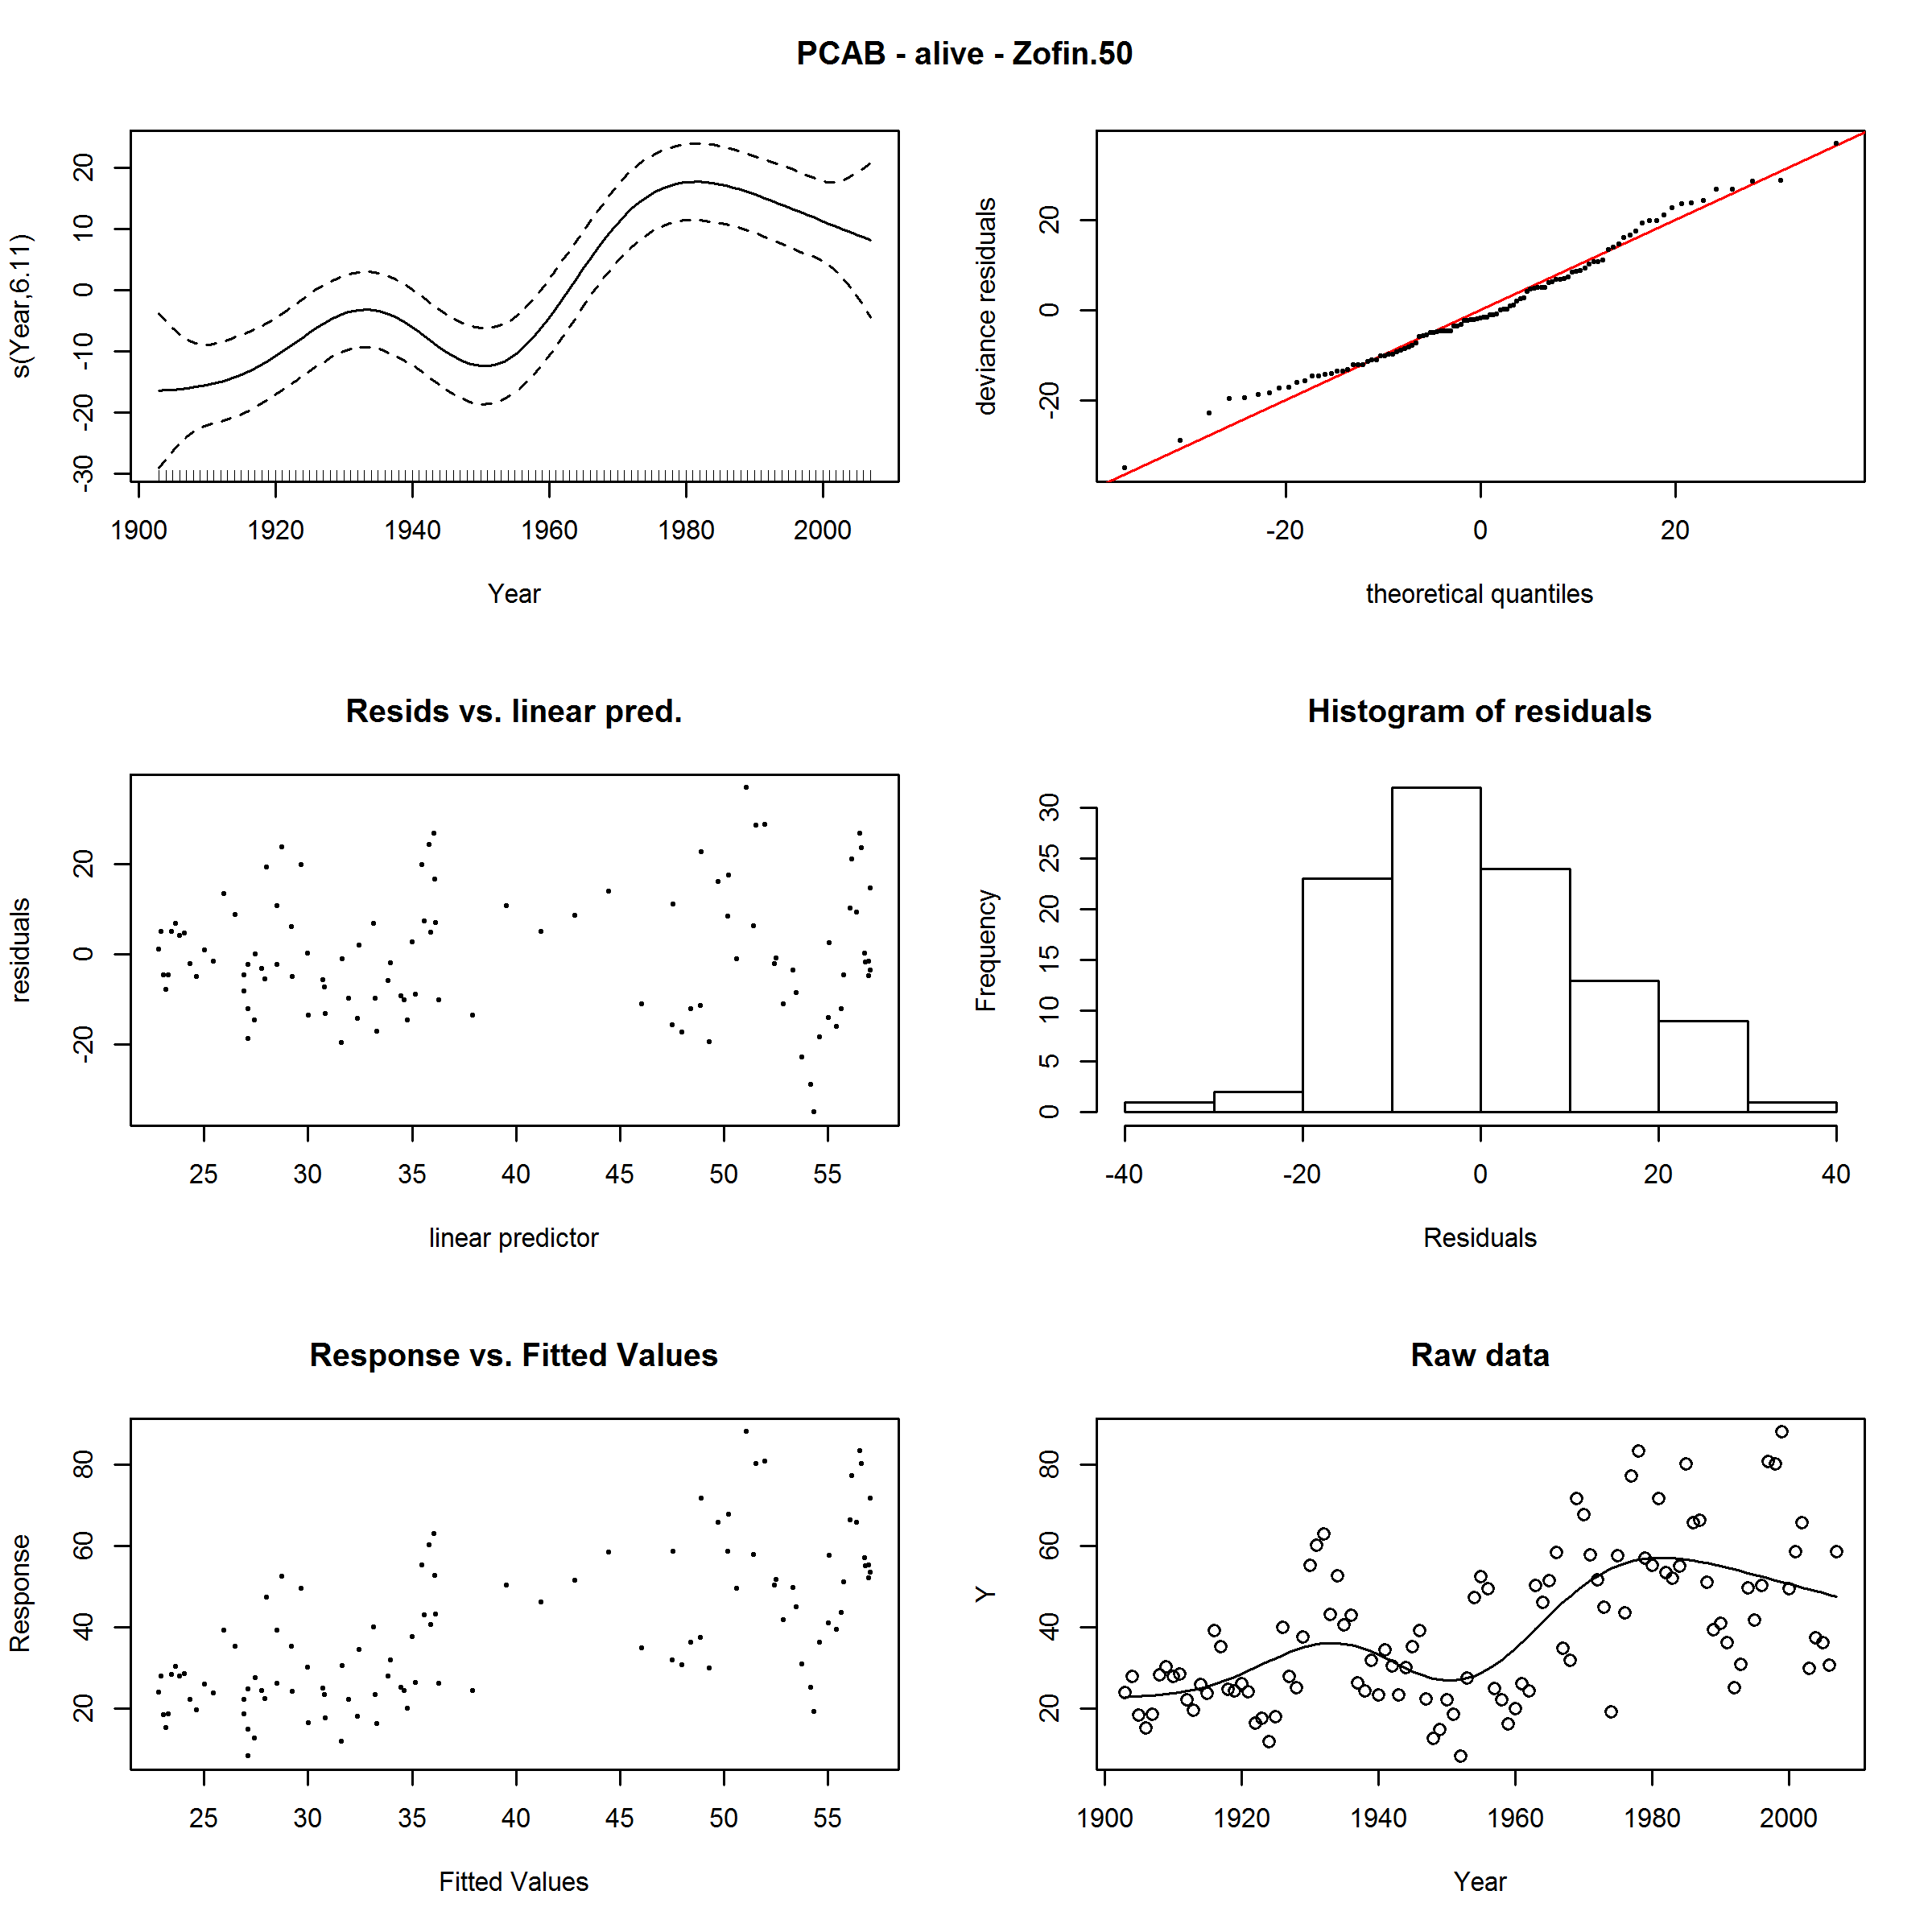 PCAB - alive - Zofin.50
s(Year,6.11)
20
10
0
-10
-20
-30
1900 1920 1940 1960 1980 2000
Year
deviance residuals
20
0
-20
-20 0 20
theoretical quantiles
Resids vs. linear pred.
residuals
20
0
-20
25 30 35 40 45 50 55
linear predictor
Histogram of residuals
Frequency
30
25
20
15
10
5
0
-40 -20 0 20 40
Residuals
Response vs. Fitted Values
Response
80
60
40
20
25 30 35 40 45 50 55
Fitted Values
Raw data
Y
80
60
40
20
1900 1920 1940 1960 1980 2000
Year